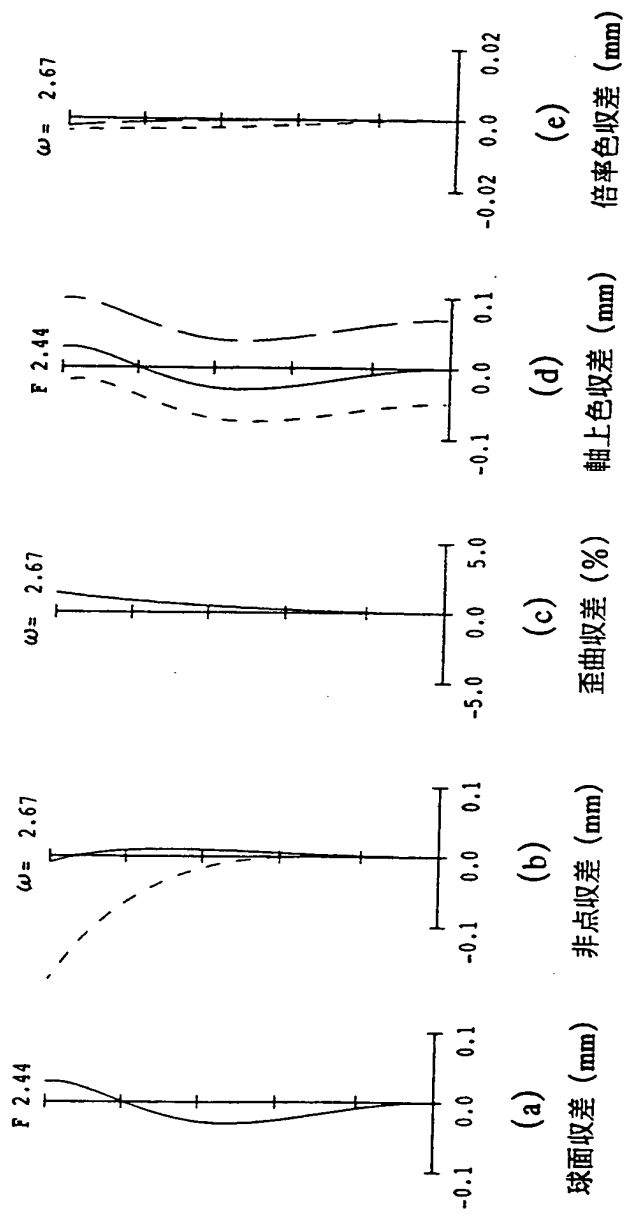 F 2.44
-0.1 0.0 0.1
(a)
球面収差 (mm)
ω= 2.67
-0.1 0.0 0.1
(b)
非点収差 (mm)
ω= 2.67
-5.0 0.0 5.0
(c)
歪曲収差 (%)
F 2.44
-0.1 0.0 0.1
(d)
軸上色収差 (mm)
ω= 2.67
-0.02 0.0 0.02
(e)
倍率色収差 (mm)